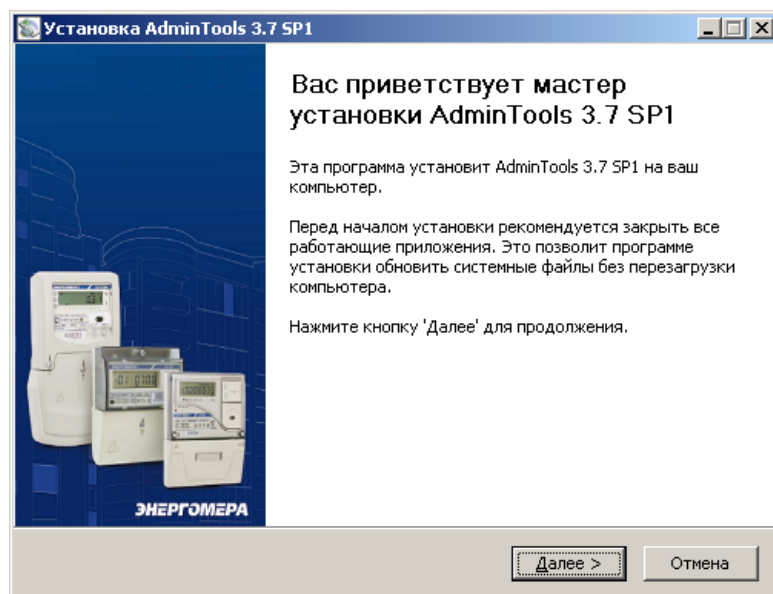 Установка AdminTools 3.7 SP1
Вас приветствует мастер
установки AdminTools 3.7 SP1
Эта программа установит AdminTools 3.7 SP1 на ваш
компьютер.
Перед началом установки рекомендуется закрыть все
работающие приложения. Это позволит программе
установки обновить системные файлы без перезагрузки
компьютера.
Нажмите кнопку 'Далее' для продолжения.
ЭНЕРГОМЕРА
Далее >
Отмена